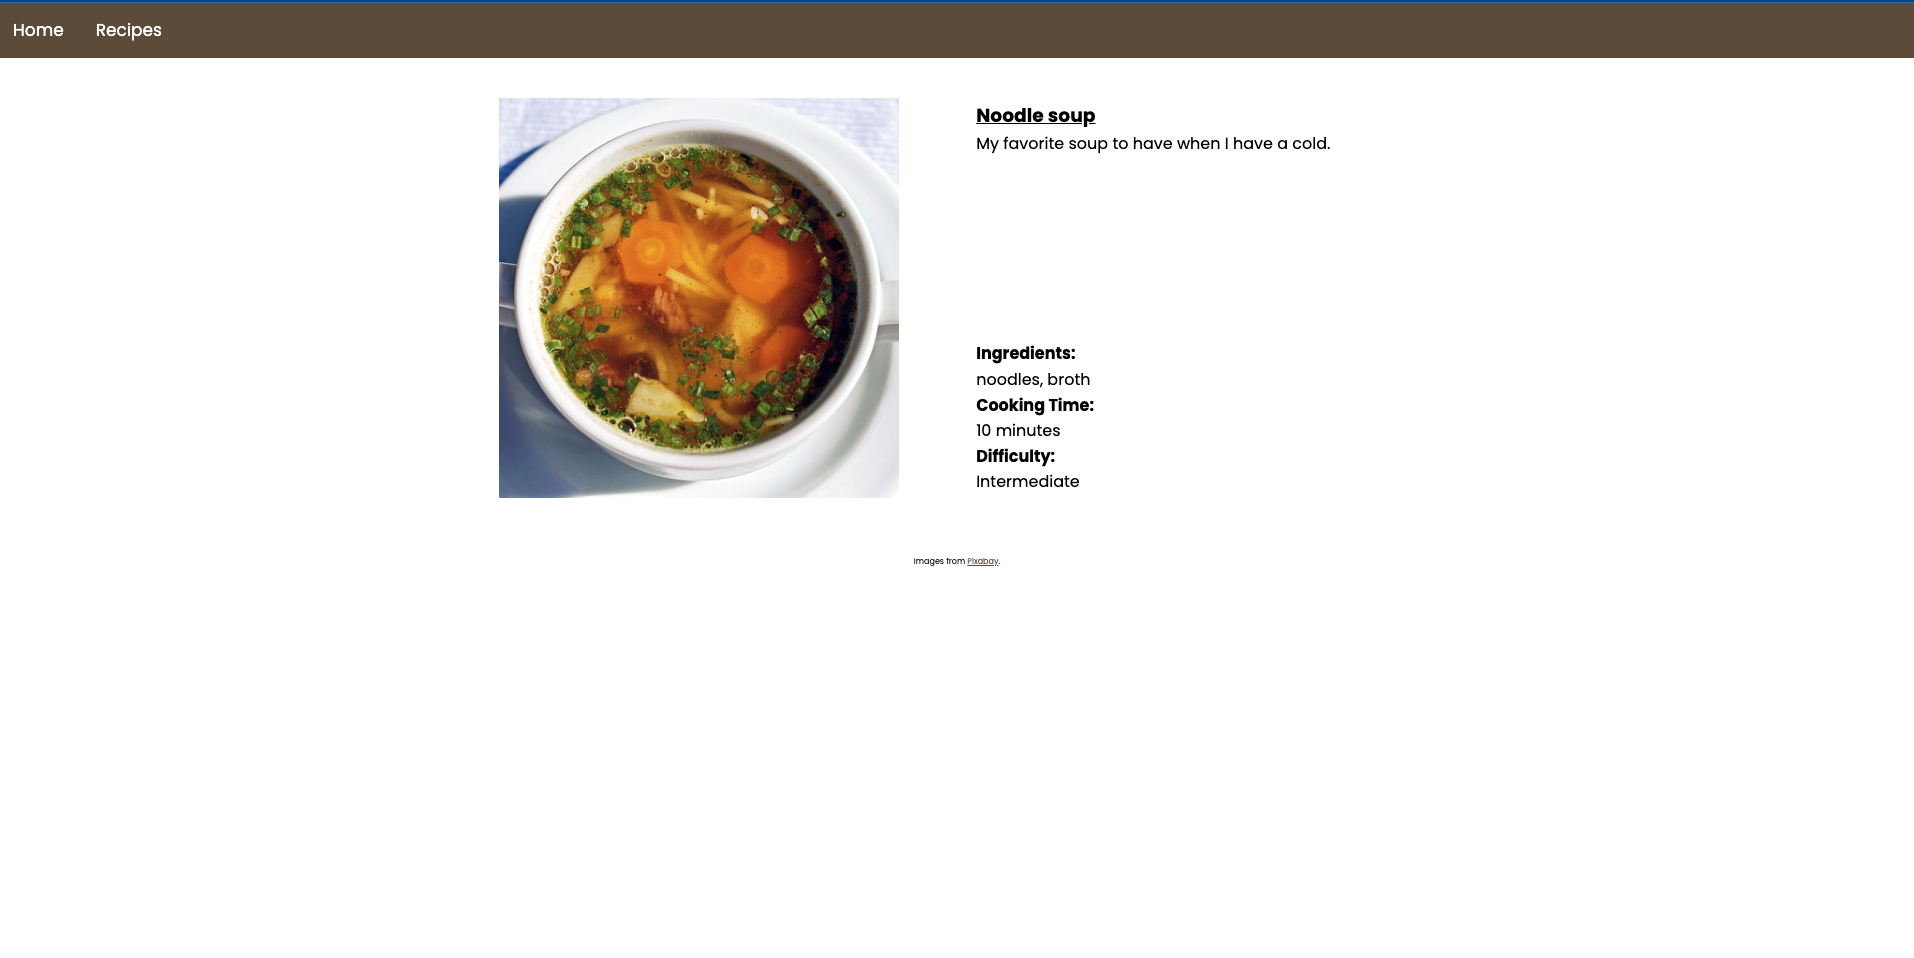 Home Recipes
Noodle soup
My favorite soup to have when I have a cold.
Ingredients:
noodles, broth
Cooking Time:
10 minutes
Difficulty:
Intermediate
Images from Pixabay.